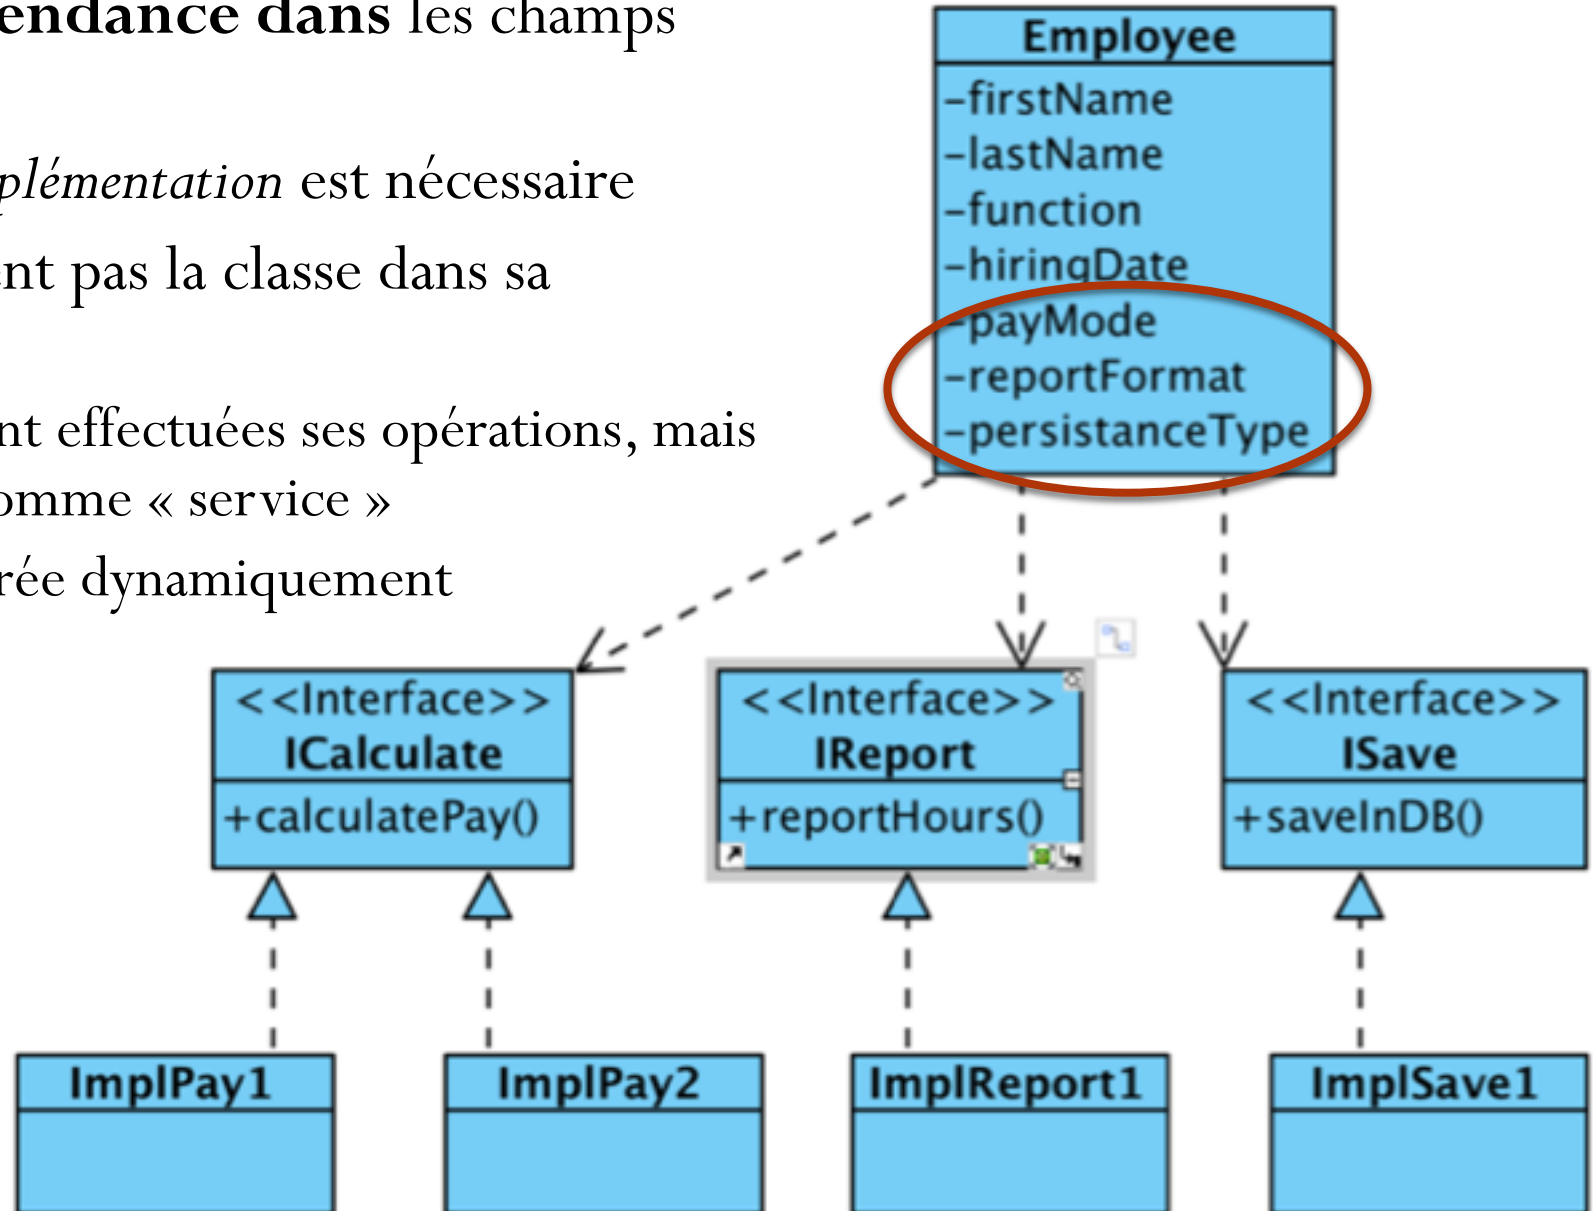 endance dans les champs
plémentation est nécessaire
ent pas la classe dans sa
nt effectuées ses opérations, mais
omme « service »
rée dynamiquement
Employee
-firstName
-lastName
-function
-hiringDate
-payMode
-reportFormat
-persistanceType
<<Interface>>
ICalculate
+calculatePay()
<<Interface>>
IReport
+reportHours()
<<Interface>>
ISave
+saveInDB()
ImplPay1
ImplPay2
ImplReport1
ImplSave1